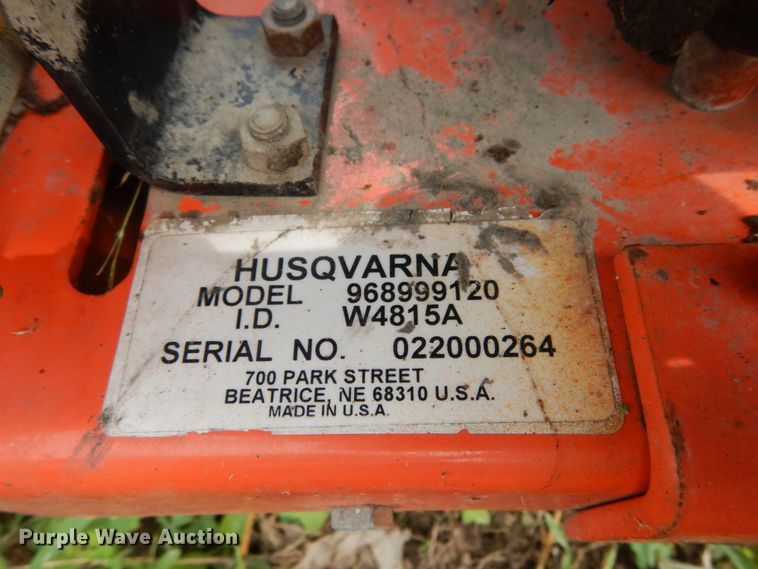 HUSQVARNA
MODEL 968999120
I.D. W4815A
SERIAL NO. 022000264
700 PARK STREET
BEATRICE, NE 68310 U.S.A.
MADE IN U.S.A.
Purple Wave Auction